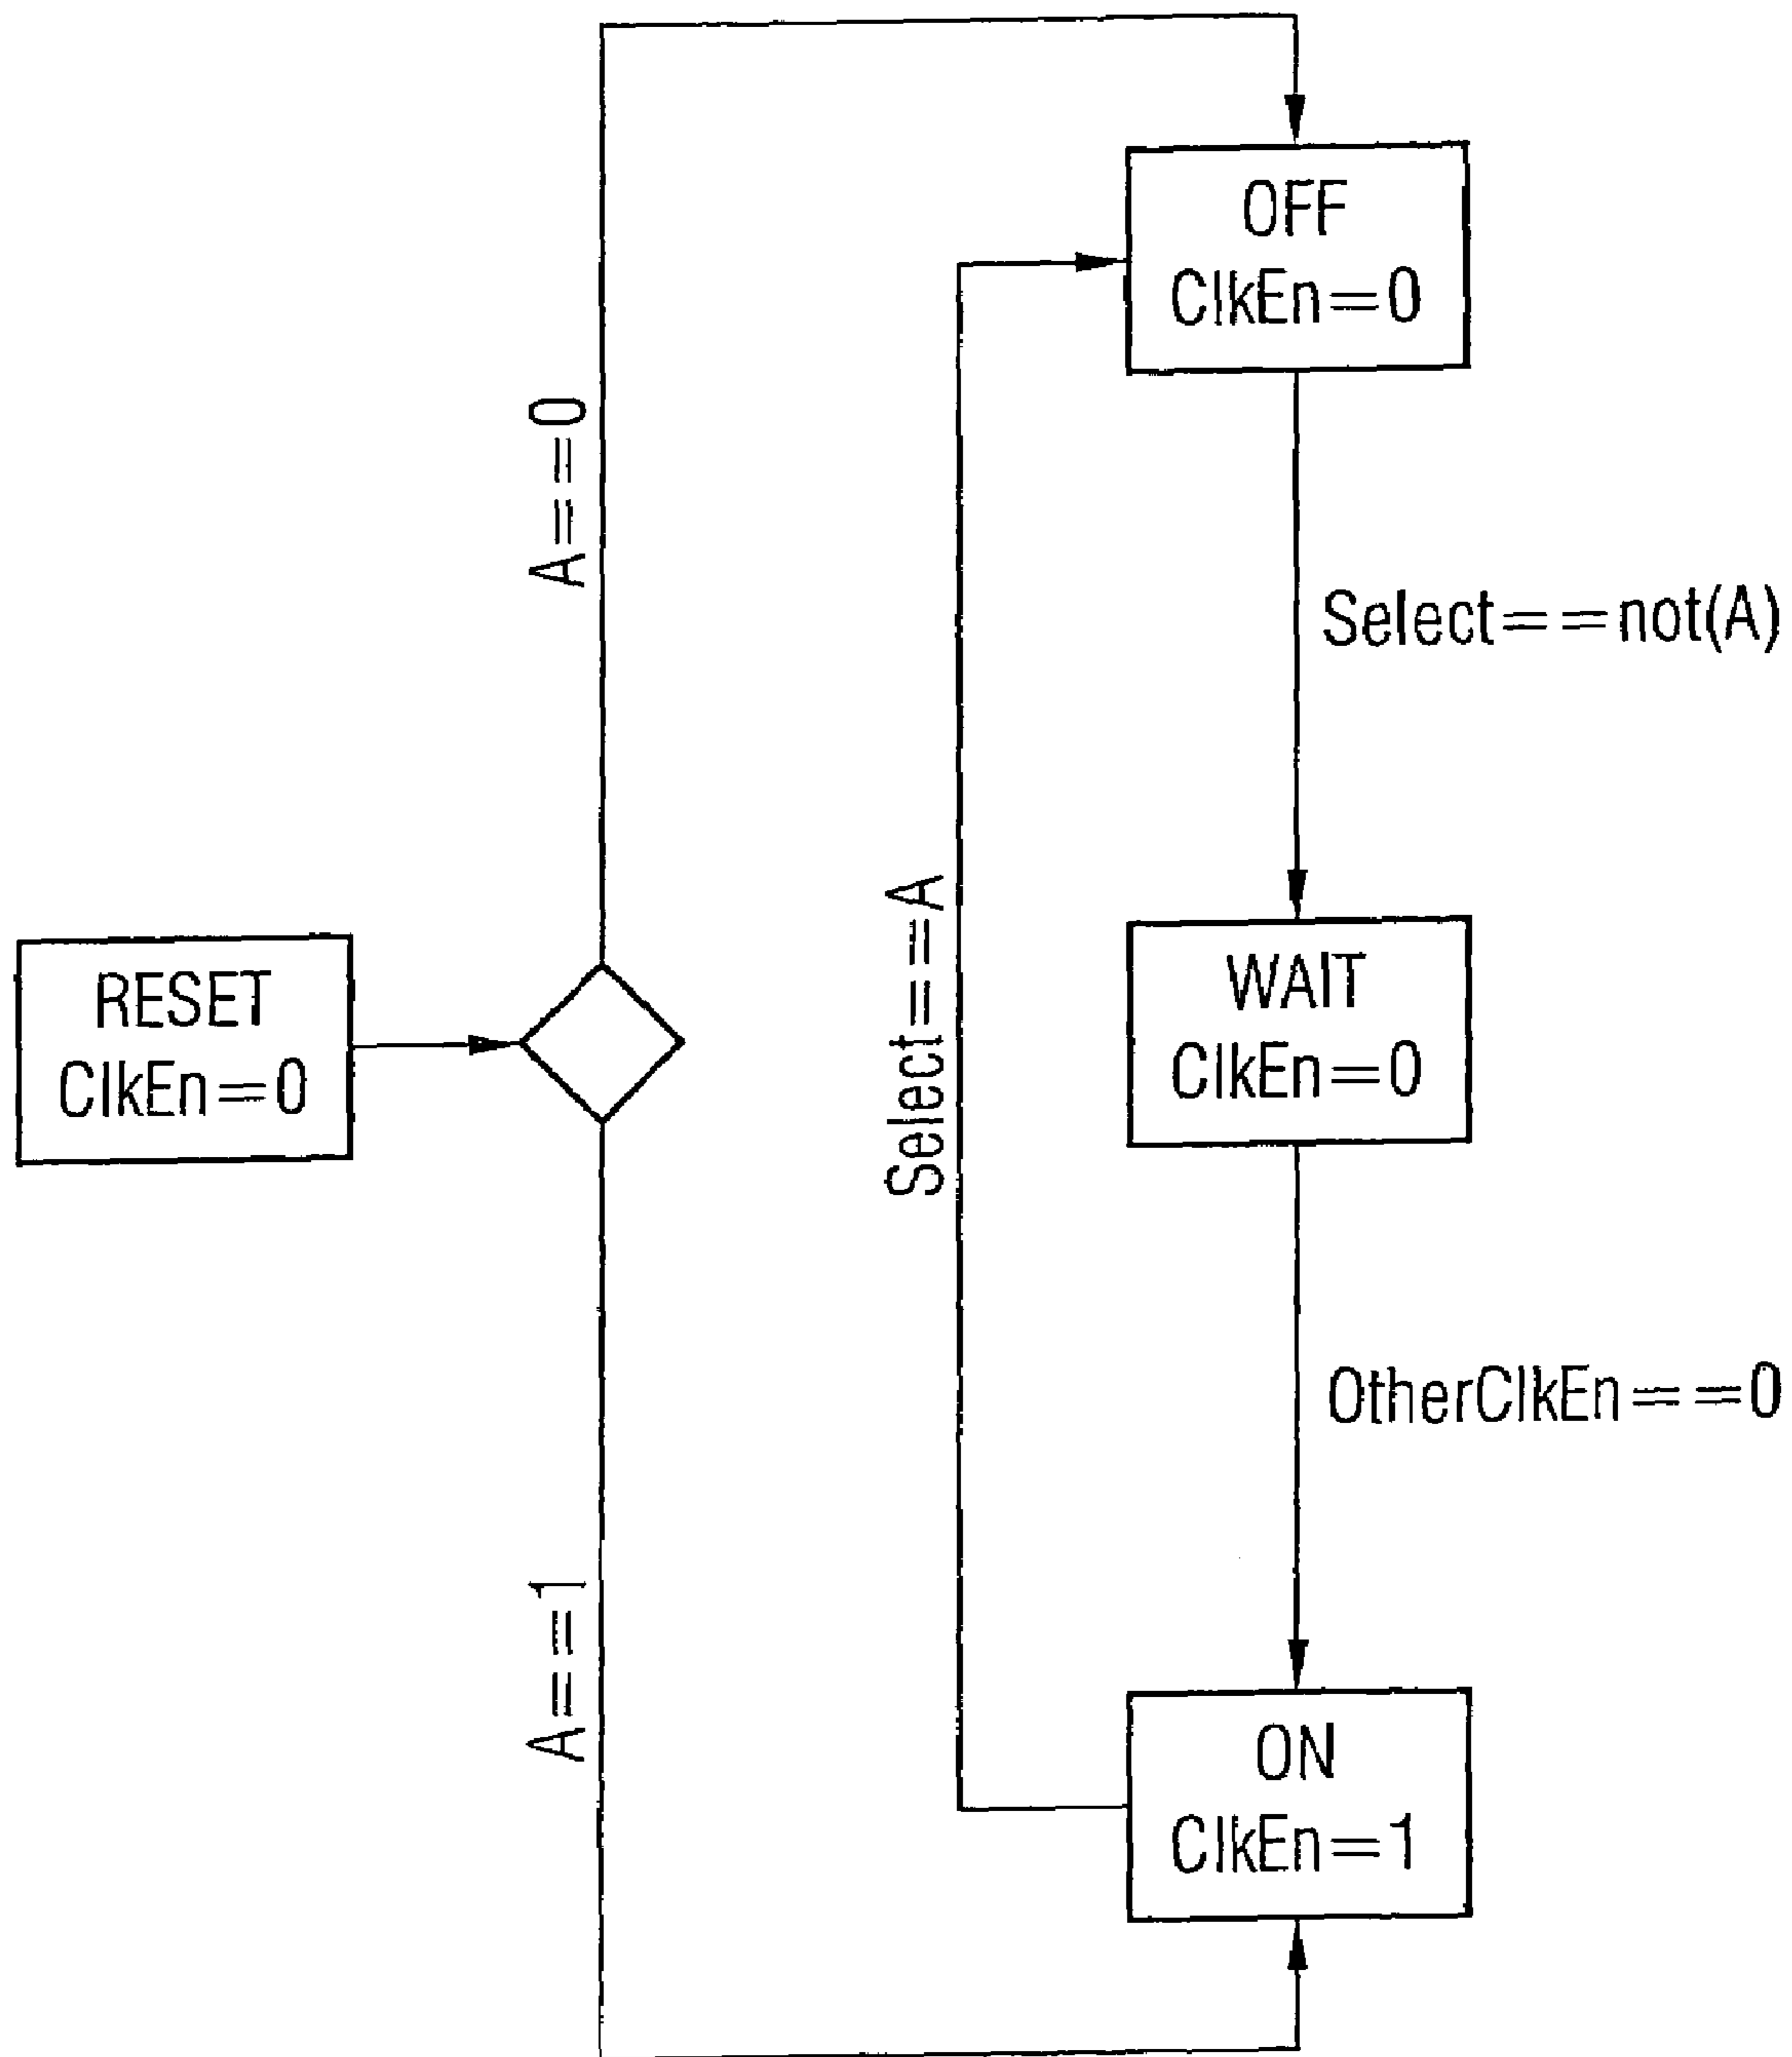 OFF
ClkEn=0
A==0
Select==not(A)
Select==A
RESET
ClkEn=0
WAIT
ClkEn=0
OtherClkEn==0
A==1
ON
ClkEn=1